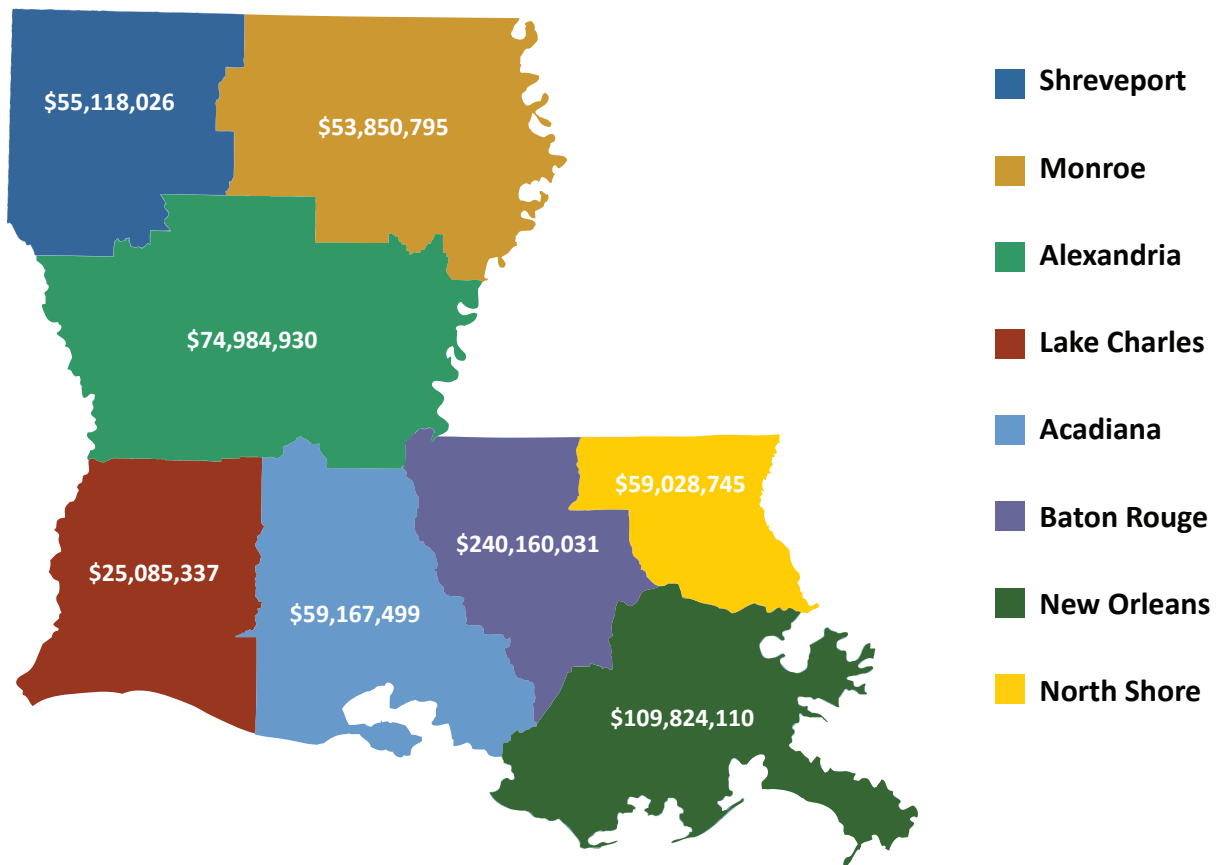 $55,118,026
$53,850,795
$74,984,930
$59,028,745
$240,160,031
$25,085,337
$59,167,499
$109,824,110
Shreveport
Monroe
Alexandria
Lake Charles
Acadiana
Baton Rouge
New Orleans
North Shore